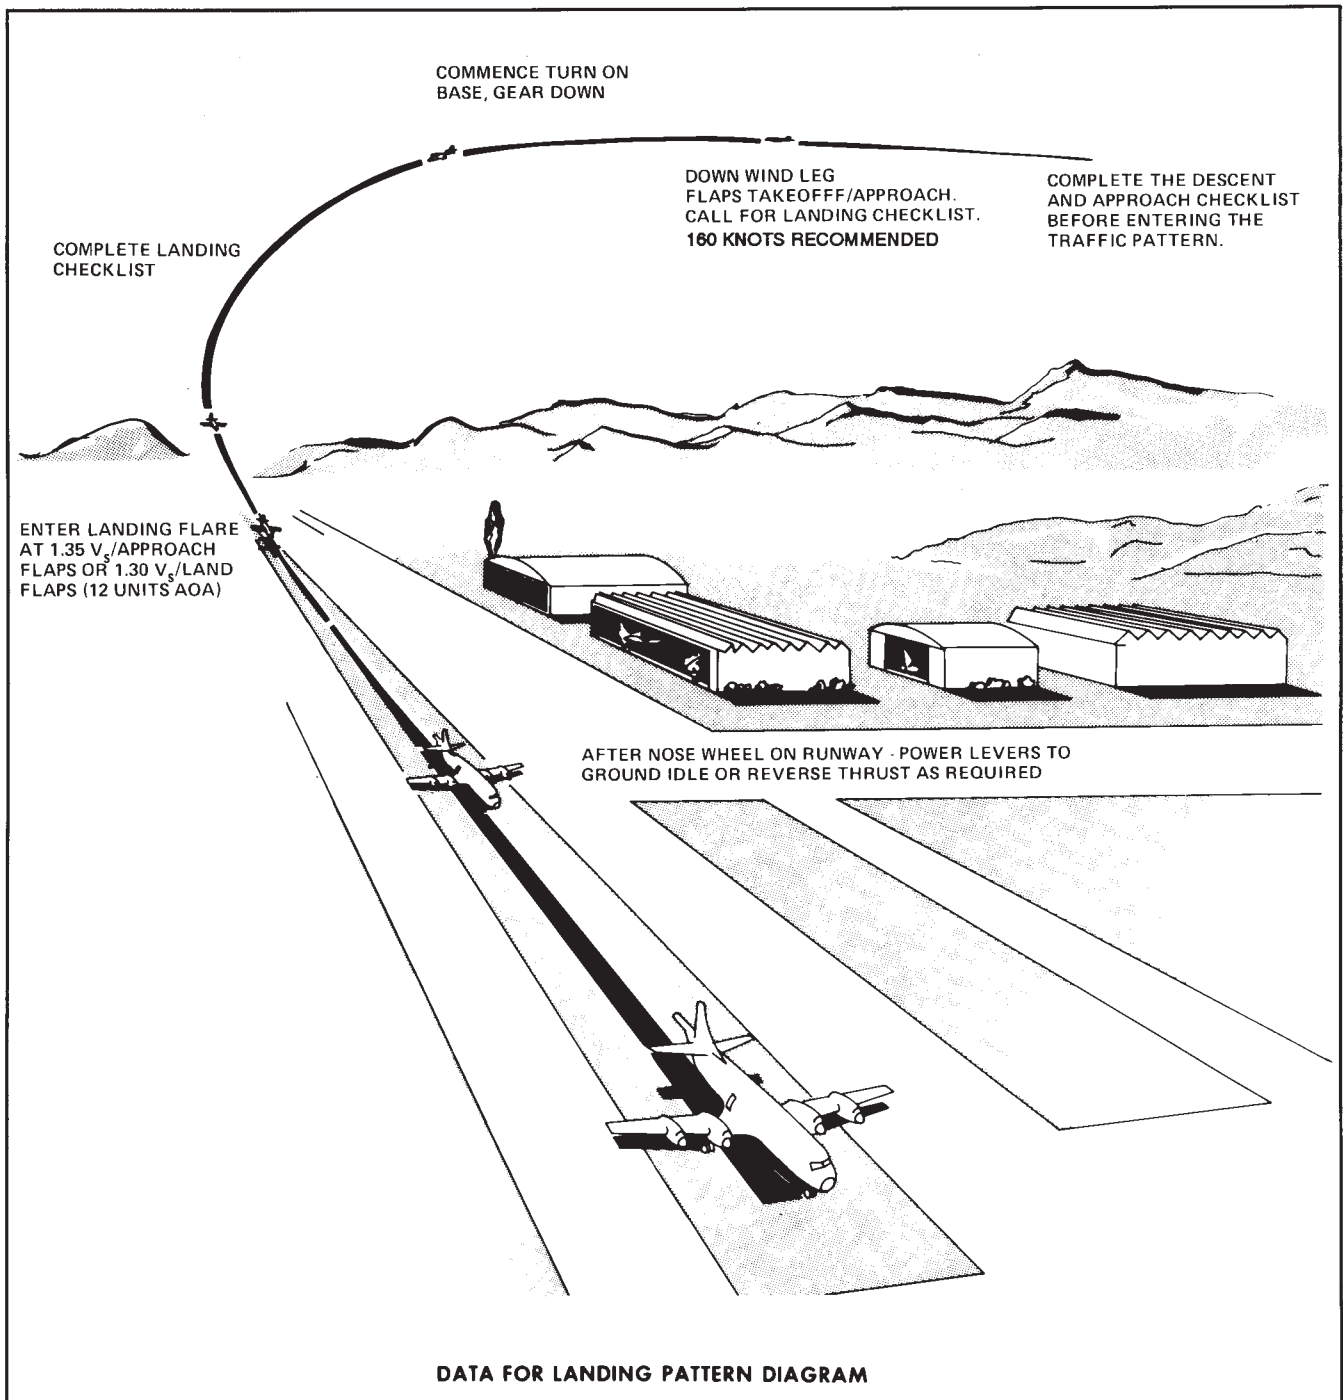 COMMENCE TURN ON
BASE, GEAR DOWN
DOWN WIND LEG
FLAPS TAKEOFFF/APPROACH.
CALL FOR LANDING CHECKLIST.
160 KNOTS RECOMMENDED
COMPLETE THE DESCENT
AND APPROACH CHECKLIST
BEFORE ENTERING THE
TRAFFIC PATTERN.
COMPLETE LANDING
CHECKLIST
ENTER LANDING FLARE
AT 1.35 Vs/APPROACH
FLAPS OR 1.30 Vs/LAND
FLAPS (12 UNITS AOA)
AFTER NOSE WHEEL ON RUNWAY - POWER LEVERS TO
GROUND IDLE OR REVERSE THRUST AS REQUIRED
DATA FOR LANDING PATTERN DIAGRAM